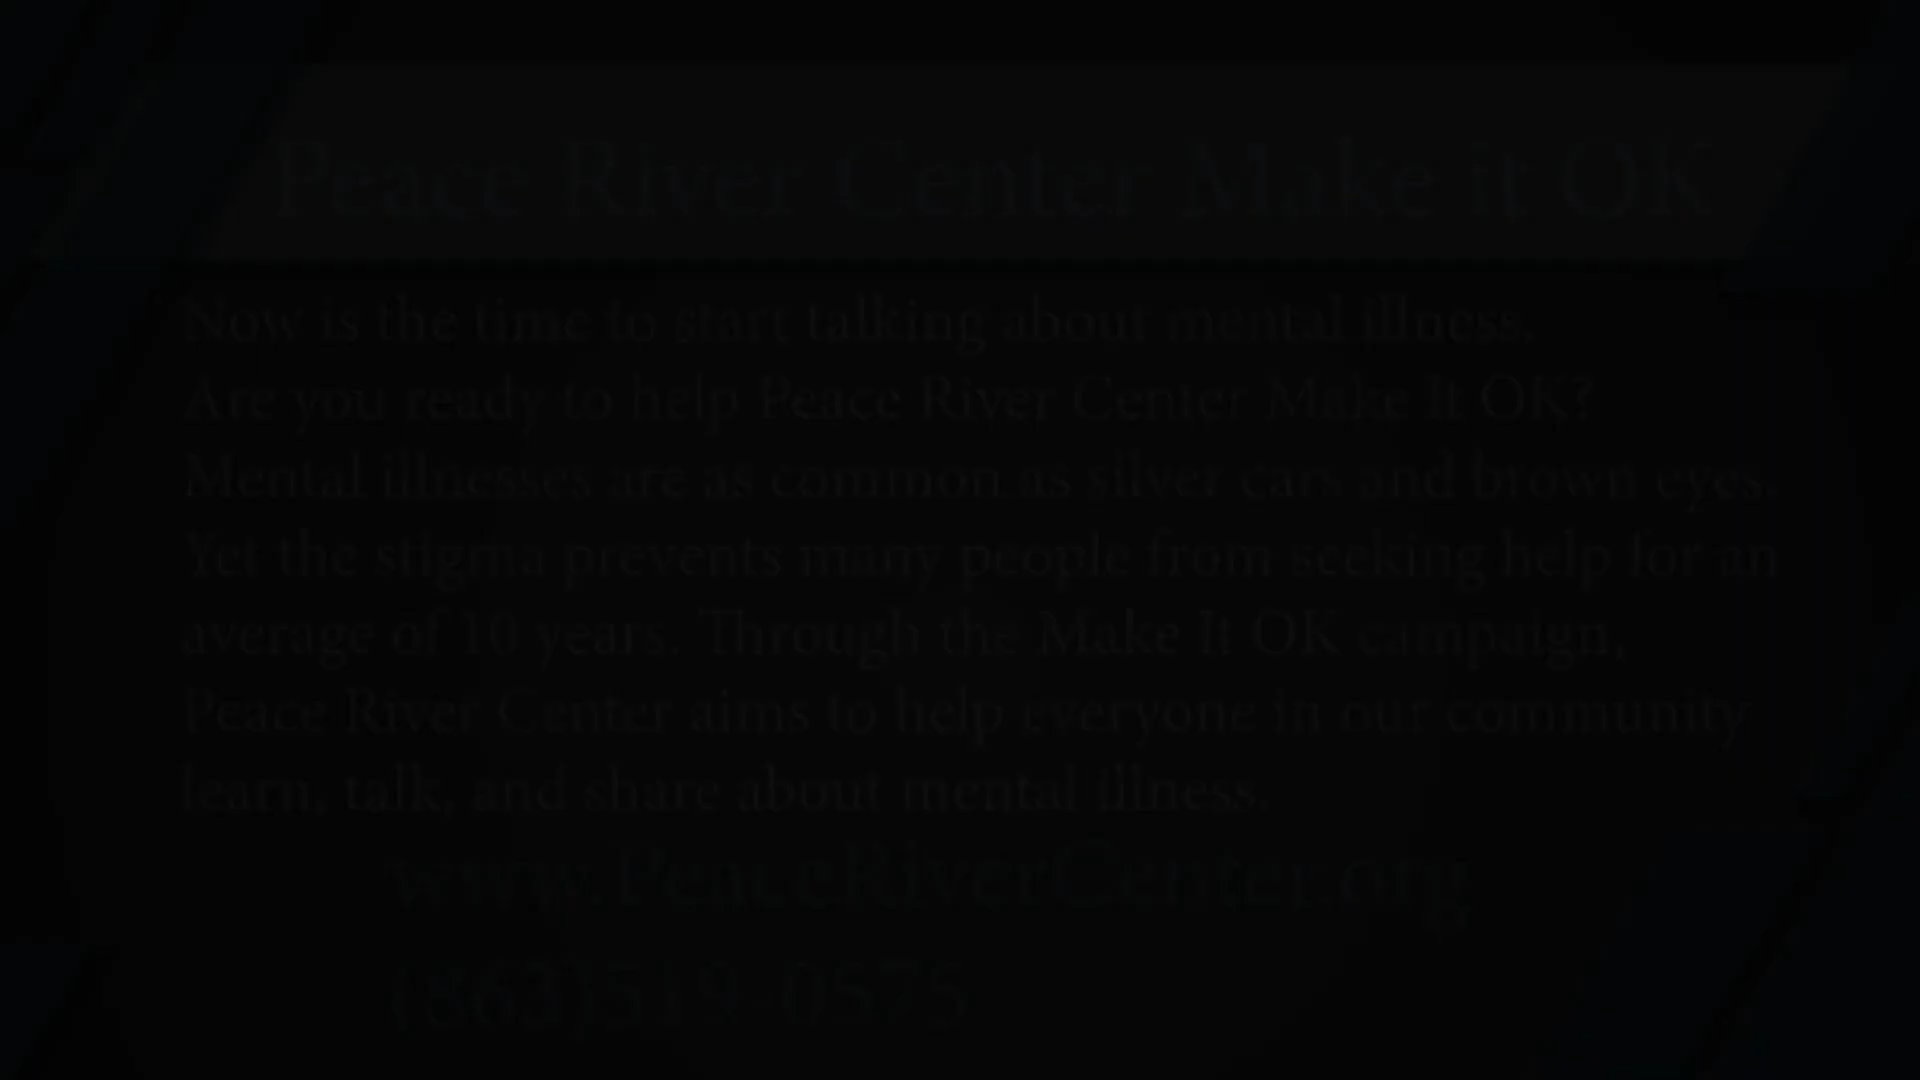 Peace River Center Make it OK
Now is the time to start talking about mental illness.
Are you ready to help Peace River Center Make It OK?
Mental illnesses are as common as silver cars and brown eyes.
Yet the stigma prevents many people from seeking help for an
average of 10 years. Through the Make It OK campaign,
Peace River Center aims to help everyone in our community
learn, talk, and share about mental illness.
www.PeaceRiverCenter.org
(863)519-0575